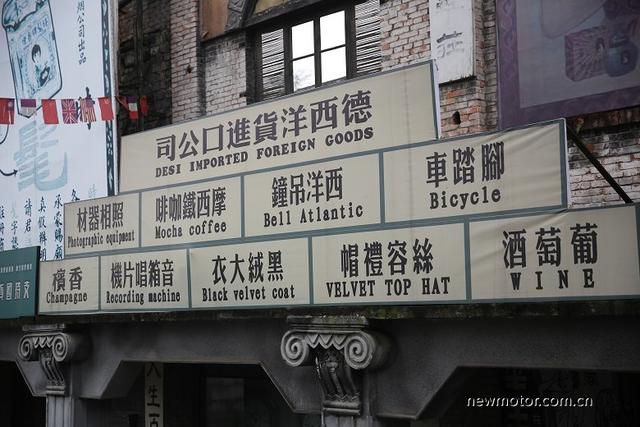 司公口進貨洋西德
DESI IMPORTED FOREIGN GOODS
材器相照
Photographic equipment
啡咖鐵西摩
Mocha coffee
鐘吊洋西
Bell Atlantic
車踏腳
Bicycle
檳香
Champagne
機片唱箱音
Recording machine
衣大絨黑
Black velvet coat
帽禮容絲
VELVET TOP HAT
酒萄葡
WINE
newmotor.com.cn